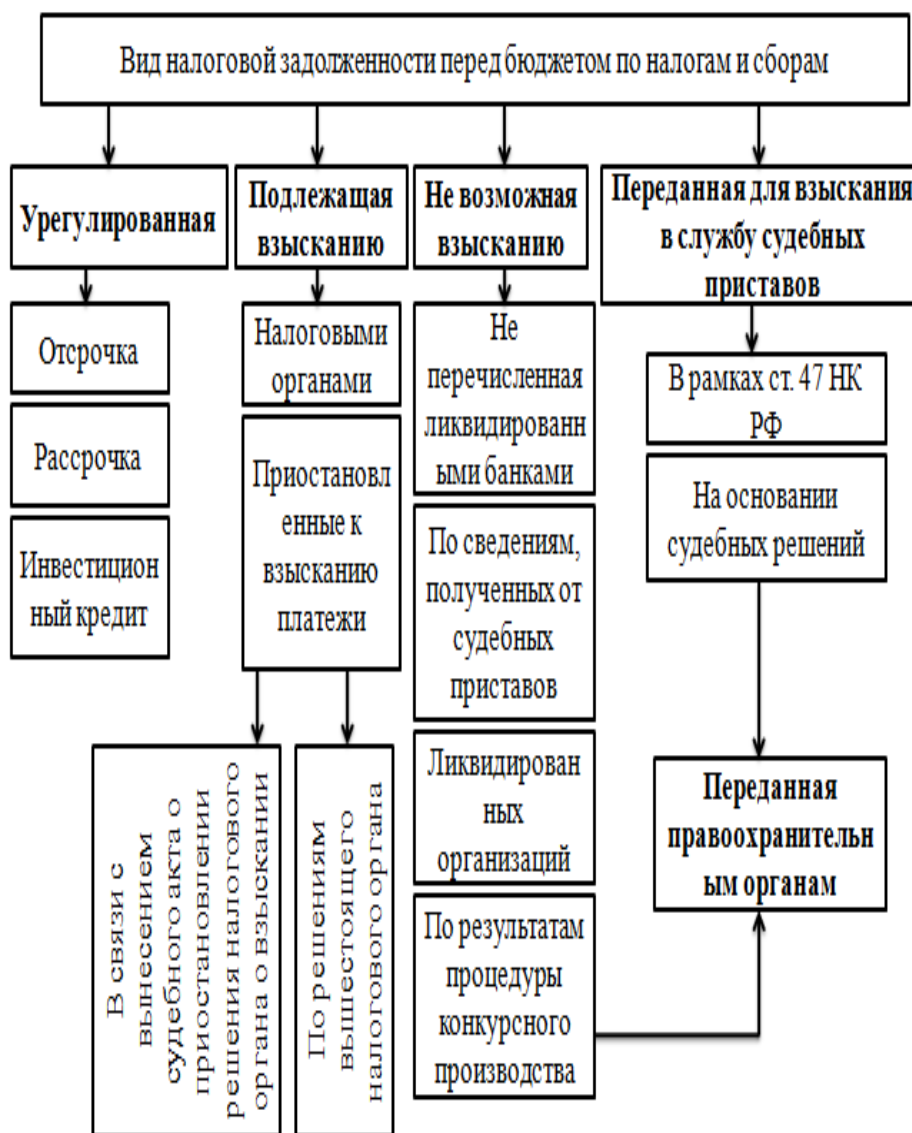 Вид налоговой задолженности перед бюджетом по налогам и сборам
Урегулированная
Подлежащая
взысканию
Не возможная
взысканию
Переданная для взыскания
в службу судебных
приставов
Отсрочка
Рассрочка
Инвестицион
ный кредит
Налоговыми
органами
Приостановл
енные к
взысканию
платежи
В связи с
вынесением
судебного акта о
приостановлении
решения налогового
органа о взыскании
По решениям
вышестоящего
налогового органа
Не
перечисленная
ликвидированн
ыми банками
По сведениям,
полученных от
судебных
приставов
Ликвидирован
ных
организаций
По результатам
процедуры
конкурсного
производства
В рамках ст. 47 НК
РФ
На основании
судебных решений
Переданная
правоохранительн
ым органам